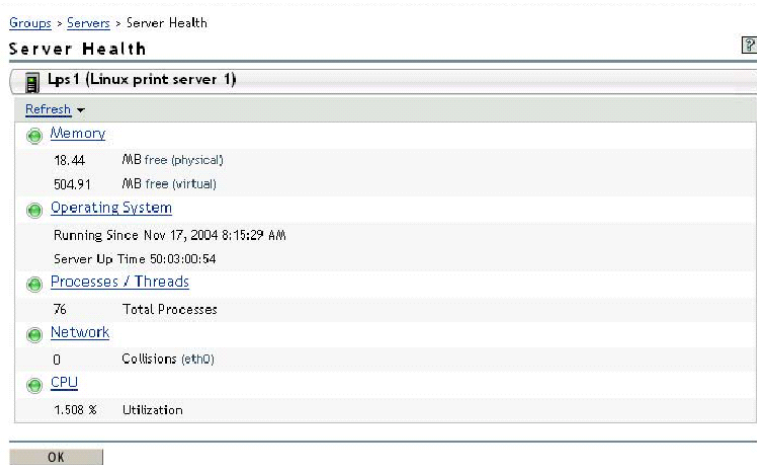 Groups > Servers > Server Health
Server Health
?
Lps1 (Linux print server 1)
Refresh
Memory
18.44 MB free (physical)
504.91 MB free (virtual)
Operating System
Running Since Nov 17, 2004 8:15:29 AM
Server Up Time 50:03:00:54
Processes / Threads
76 Total Processes
Network
0 Collisions (eth0)
CPU
1.508 % Utilization
OK